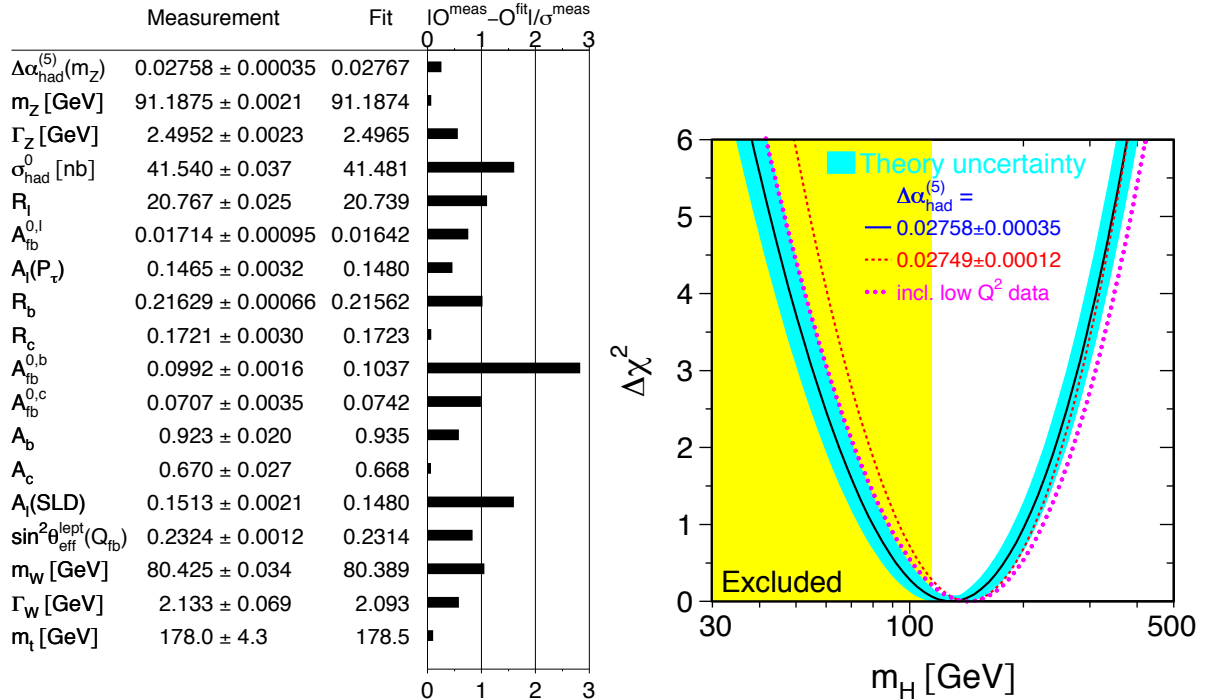 Measurement Fit |O^meas−O^fit|/σ^meas
0 1 2 3
Δα_had^(5)(m_Z) 0.02758 ± 0.00035 0.02767
m_Z [GeV] 91.1875 ± 0.0021 91.1874
Γ_Z [GeV] 2.4952 ± 0.0023 2.4965
σ_had^0 [nb] 41.540 ± 0.037 41.481
R_l 20.767 ± 0.025 20.739
A_fb^0,l 0.01714 ± 0.00095 0.01642
A_l(P_τ) 0.1465 ± 0.0032 0.1480
R_b 0.21629 ± 0.00066 0.21562
R_c 0.1721 ± 0.0030 0.1723
A_fb^0,b 0.0992 ± 0.0016 0.1037
A_fb^0,c 0.0707 ± 0.0035 0.0742
A_b 0.923 ± 0.020 0.935
A_c 0.670 ± 0.027 0.668
A_l(SLD) 0.1513 ± 0.0021 0.1480
sin²θ_eff^lept(Q_fb) 0.2324 ± 0.0012 0.2314
m_W [GeV] 80.425 ± 0.034 80.389
Γ_W [GeV] 2.133 ± 0.069 2.093
m_t [GeV] 178.0 ± 4.3 178.5
0 1 2 3
6
5
4
3
2
1
0
Δχ²
Theory uncertainty
Δα_had^(5) =
0.02758±0.00035
0.02749±0.00012
incl. low Q² data
Excluded
30 100 500
m_H [GeV]